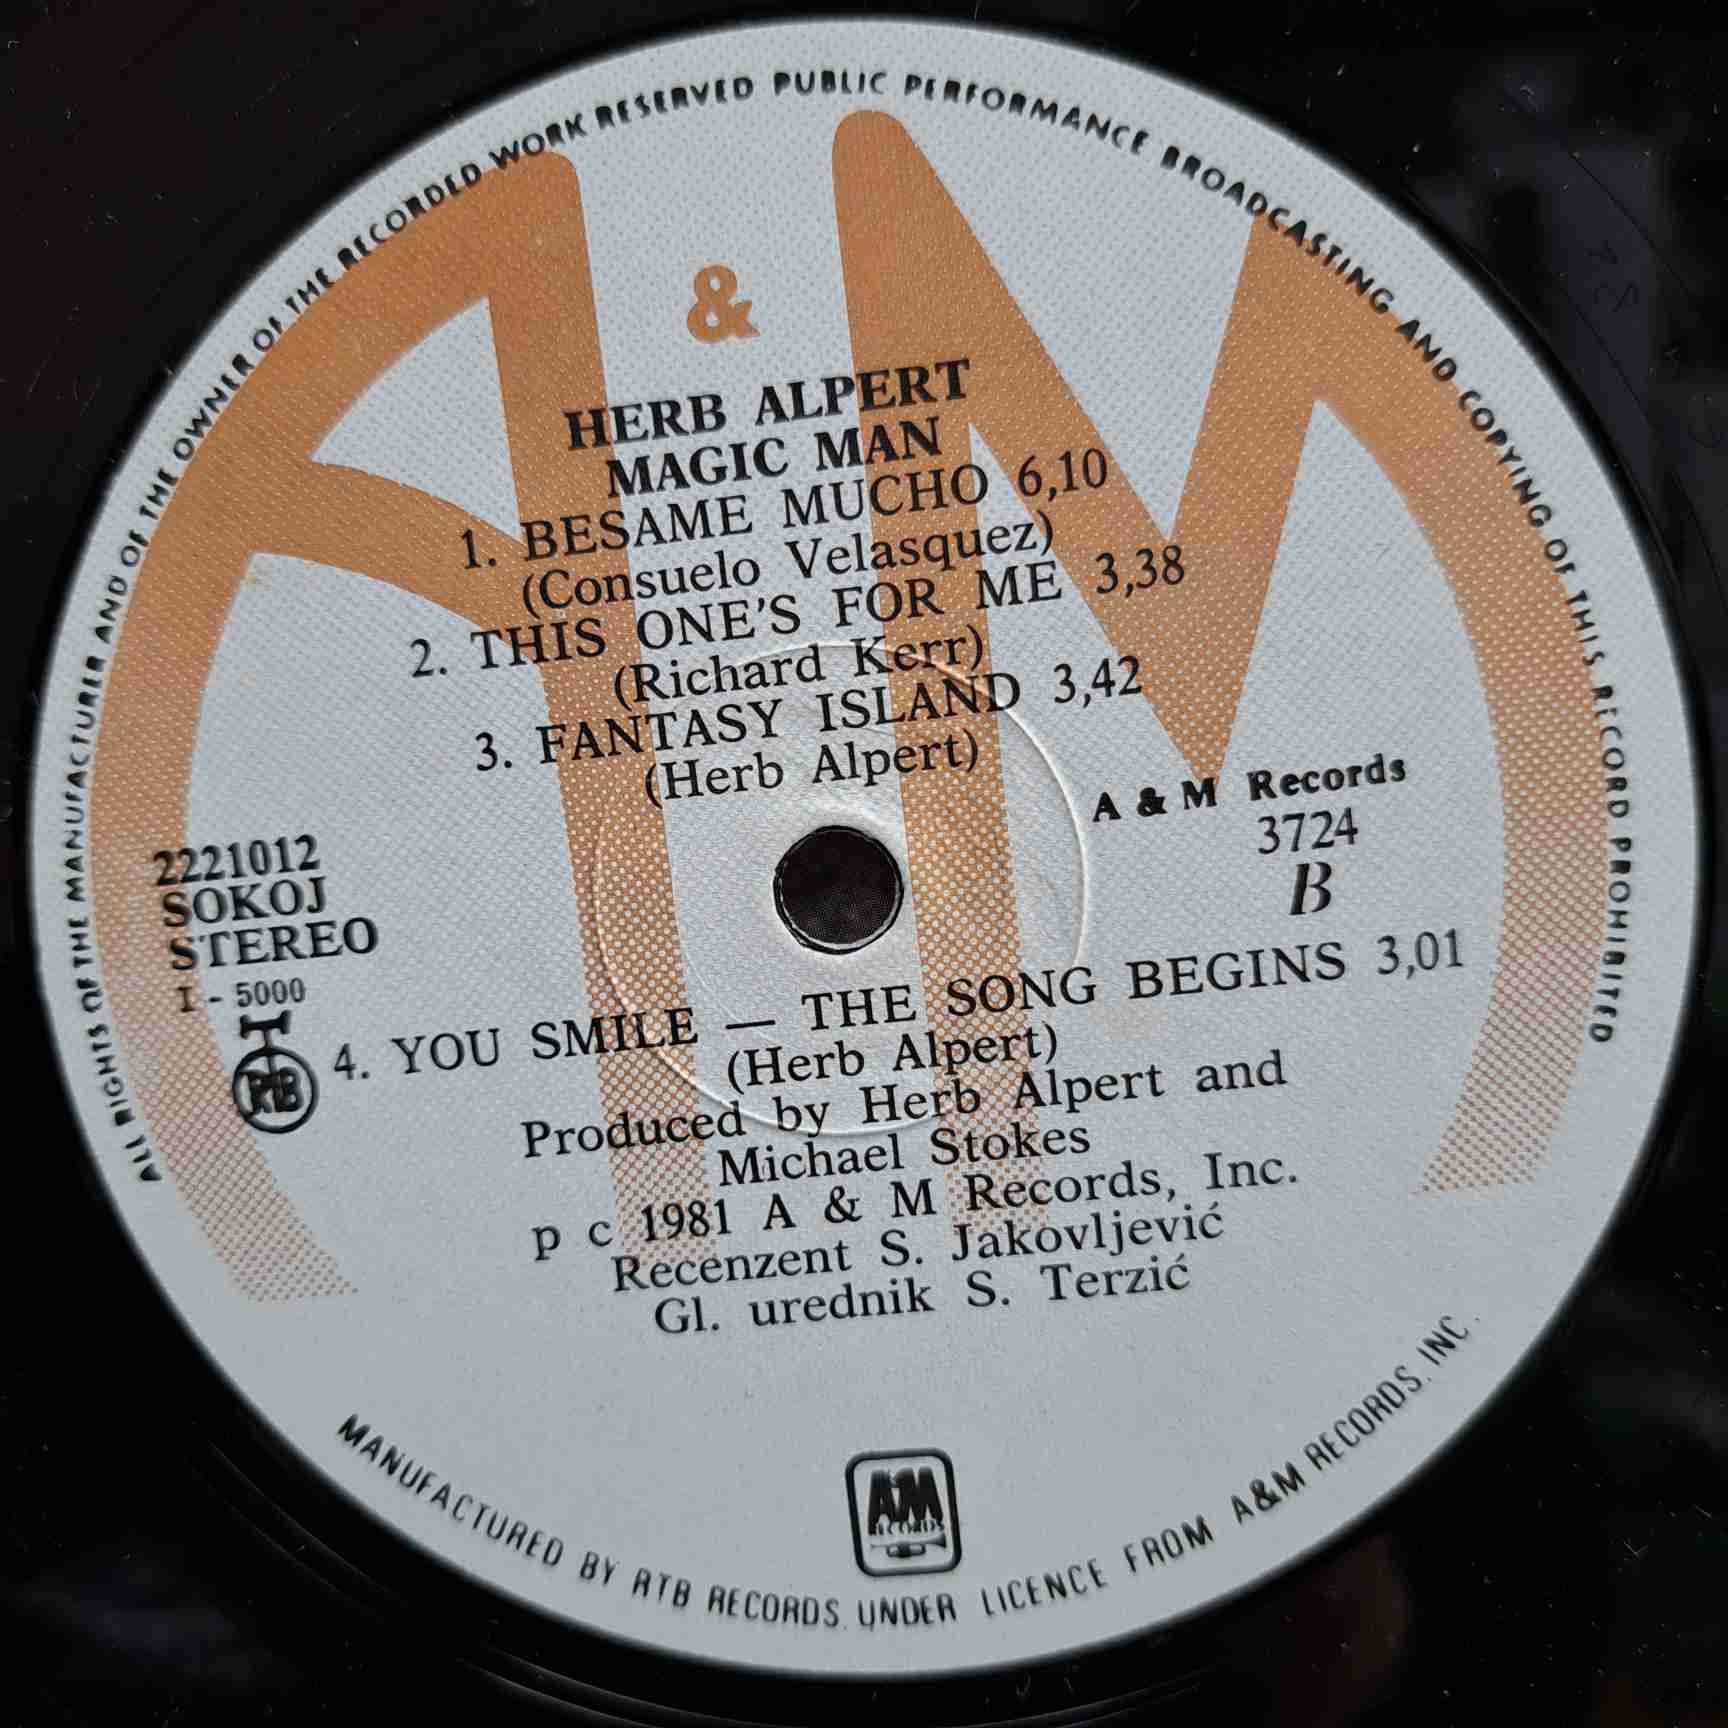 ALL RIGHTS OF THE MANUFACTURER AND OF THE OWNER OF THE RECORDED WORK RESERVED PUBLIC PERFORMANCE BROADCASTING AND COPYING OF THIS RECORD PROHIBITED
A & M
HERB ALPERT
MAGIC MAN
1. BESAME MUCHO 6,10
(Consuelo Velasquez)
2. THIS ONE'S FOR ME 3,38
(Richard Kerr)
3. FANTASY ISLAND 3,42
(Herb Alpert)
2221012
SOKOJ
STEREO
I - 5000
RTB
A & M Records
3724
B
4. YOU SMILE — THE SONG BEGINS 3,01
(Herb Alpert)
Produced by Herb Alpert and
Michael Stokes
p c 1981 A & M Records, Inc.
Recenzent S. Jakovljević
Gl. urednik S. Terzić
A&M
RECORDS
MANUFACTURED BY RTB RECORDS. UNDER LICENCE FROM A&M RECORDS, INC.